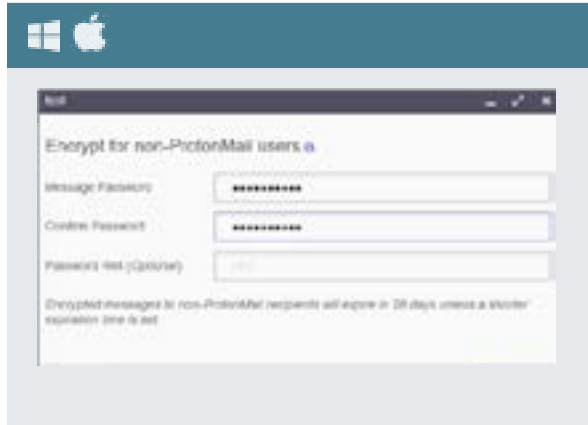 test
Encrypt for non-ProtonMail users
Message Password
••••••••••
Confirm Password
••••••••••
Password Hint (Optional)
Encrypted messages to non-ProtonMail recipients will expire in 28 days unless a shorter
expiration time is set